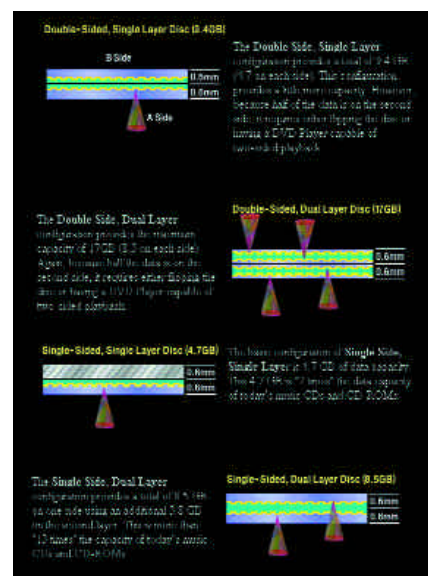 Double-Sided, Single Layer Disc (9.4GB)
B Side
0.6mm
0.6mm
A Side
The Double Side, Single Layer
configuration provides a total of 9.4 GB
(4.7 on each side). This configuration
provides a little more capacity. However
because half of the data is on the second
side, it requires either flipping the disc or
having a DVD Player capable of
two-sided playback
The Double Side, Dual Layer
configuration provides the maximum
capacity of 17GB (8.5 on each side).
Again, because half the data is on the
second side, it requires either flipping the
disc or having a DVD Player capable of
two-sided playback.
Double-Sided, Dual Layer Disc (17GB)
0.6mm
0.6mm
Single-Sided, Single Layer Disc (4.7GB)
0.6mm
0.6mm
The basic configuration of Single Side,
Single Layer is 4.7 GB of data capacity.
This 4.7 GB is "7 times" the data capacity
of today's music CDs and CD-ROMs
The Single Side, Dual Layer
configuration provides a total of 8.5 GB
on one side using an additional 3.8 GB
on the second layer. This is more than
"13 times" the capacity of today's music
CDs and CD-ROMs
Single-Sided, Dual Layer Disc (8.5GB)
0.6mm
0.6mm